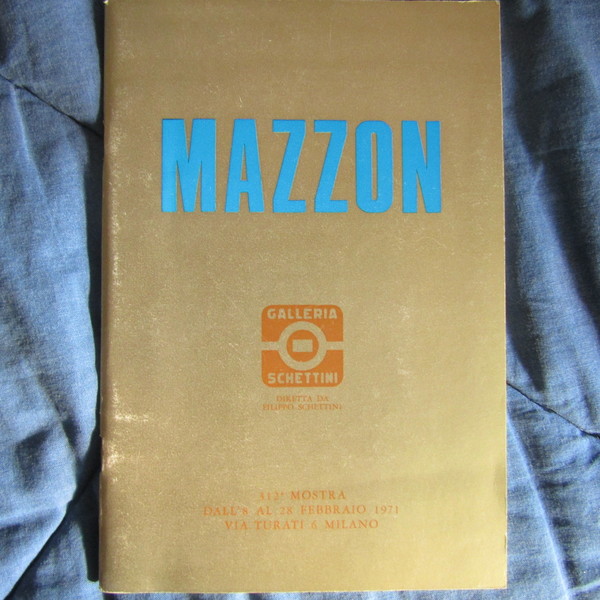 MAZZON
GALLERIA
SCHETTINI
DIRETTA DA
FILIPPO SCHETTINI
312ª MOSTRA
DALL'8 AL 28 FEBBRAIO 1971
VIA TURATI 6 MILANO